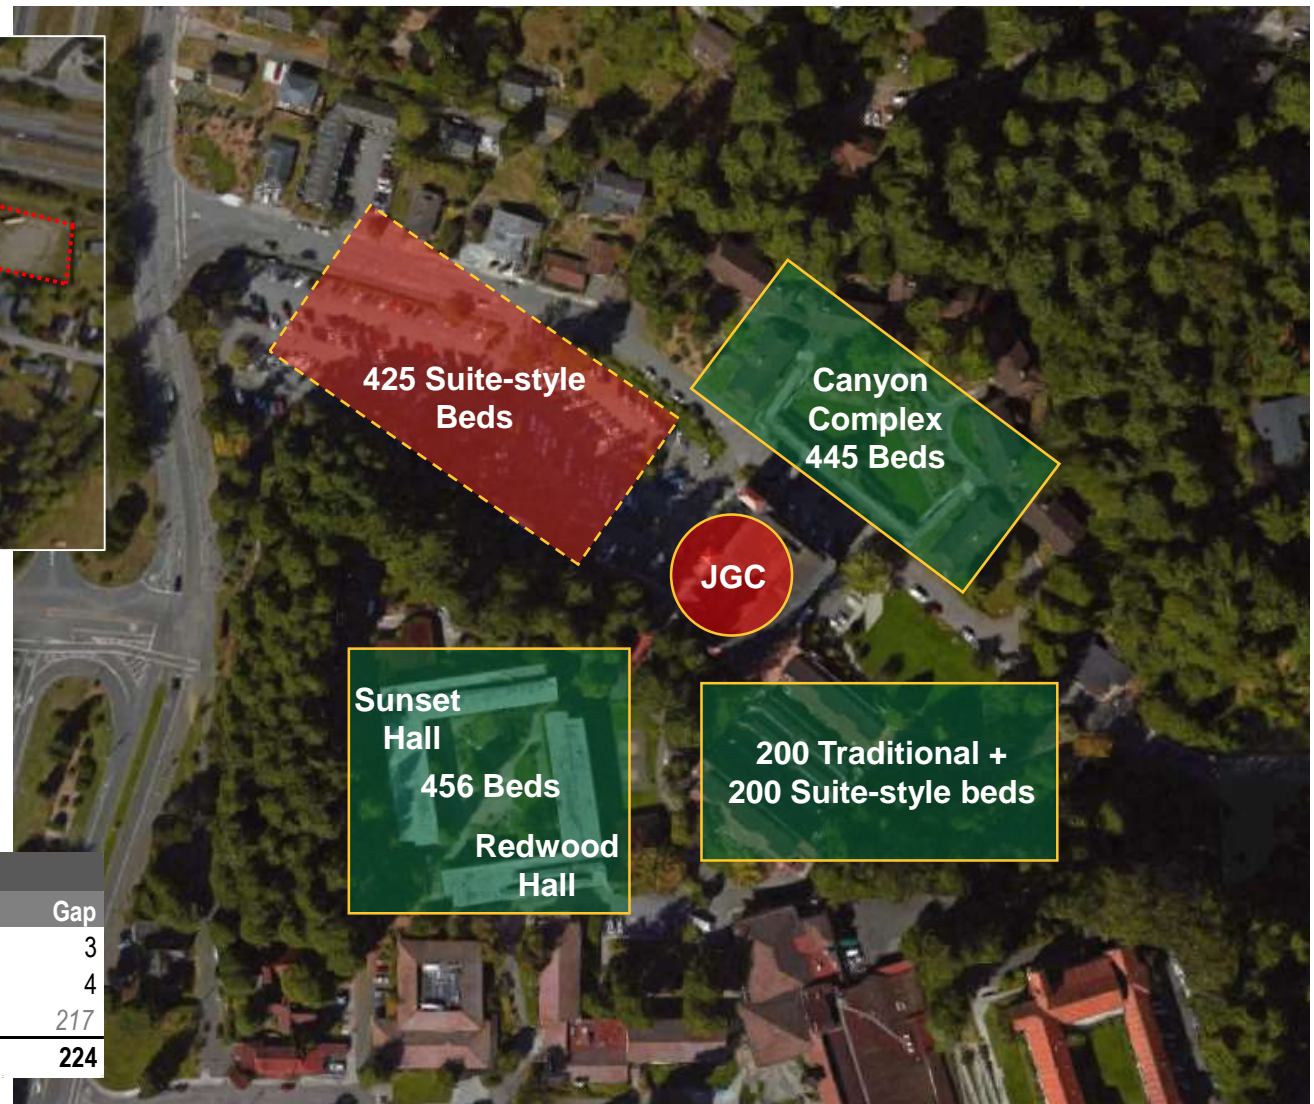 425 Suite-style
Beds
Canyon
Complex
445 Beds
JGC
Sunset
Hall
456 Beds
Redwood
Hall
200 Traditional +
200 Suite-style beds
Gap
3
4
217
224